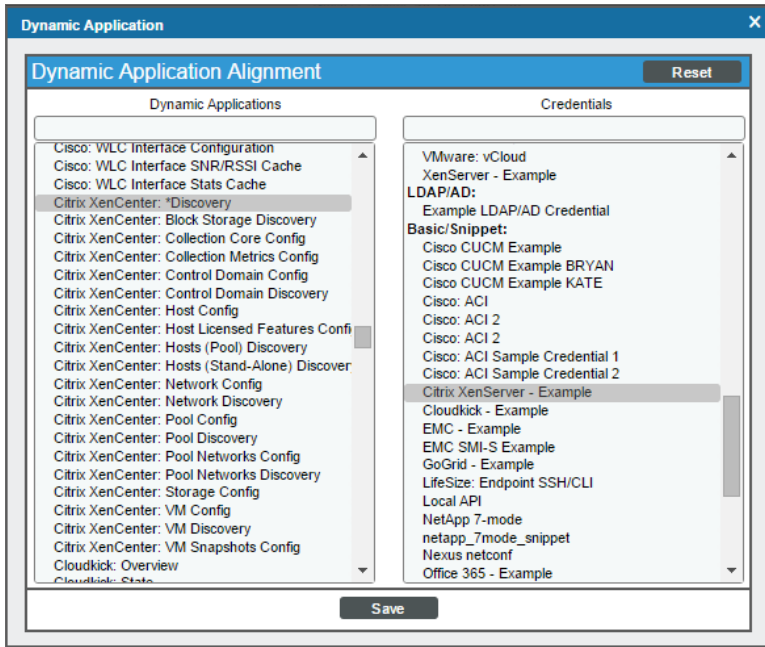 Dynamic Application
Dynamic Application Alignment
Reset
Dynamic Applications
Cisco: WLC Interface Configuration
Cisco: WLC Interface SNR/RSSI Cache
Cisco: WLC Interface Stats Cache
Citrix XenCenter: *Discovery
Citrix XenCenter: Block Storage Discovery
Citrix XenCenter: Collection Core Config
Citrix XenCenter: Collection Metrics Config
Citrix XenCenter: Control Domain Config
Citrix XenCenter: Control Domain Discovery
Citrix XenCenter: Host Config
Citrix XenCenter: Host Licensed Features Confi
Citrix XenCenter: Hosts (Pool) Discovery
Citrix XenCenter: Hosts (Stand-Alone) Discover
Citrix XenCenter: Network Config
Citrix XenCenter: Network Discovery
Citrix XenCenter: Pool Config
Citrix XenCenter: Pool Discovery
Citrix XenCenter: Pool Networks Config
Citrix XenCenter: Pool Networks Discovery
Citrix XenCenter: Storage Config
Citrix XenCenter: VM Config
Citrix XenCenter: VM Discovery
Citrix XenCenter: VM Snapshots Config
Cloudkick: Overview
Cloudkick: State
Credentials
VMware: vCloud
XenServer - Example
LDAP/AD:
Example LDAP/AD Credential
Basic/Snippet:
Cisco CUCM Example
Cisco CUCM Example BRYAN
Cisco CUCM Example KATE
Cisco: ACI
Cisco: ACI 2
Cisco: ACI 2
Cisco: ACI Sample Credential 1
Cisco: ACI Sample Credential 2
Citrix XenServer - Example
Cloudkick - Example
EMC - Example
EMC SMI-S Example
GoGrid - Example
LifeSize: Endpoint SSH/CLI
Local API
NetApp 7-mode
netapp_7mode_snippet
Nexus netconf
Office 365 - Example
Save